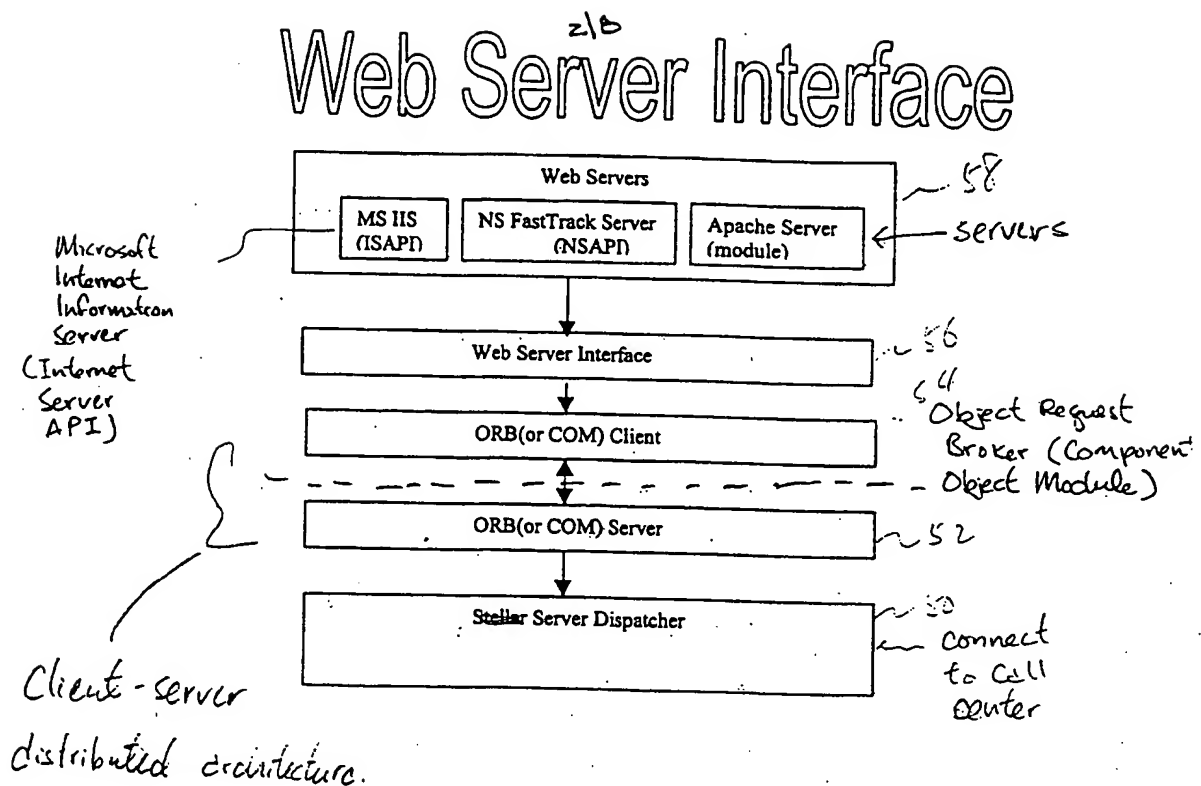 2/8
Web Server Interface
Web Servers
58
MS IIS
(ISAPI)
NS FastTrack Server
(NSAPI)
Apache Server
(module)
servers
Microsoft
Internet
Information
Server
(Internet
Server
API)
Web Server Interface
56
54
ORB(or COM) Client
Object Request
Broker (Component
Object Module)
ORB(or COM) Server
52
Stellar Server Dispatcher
50
connect
to call
center
Client-server
distributed architecture.